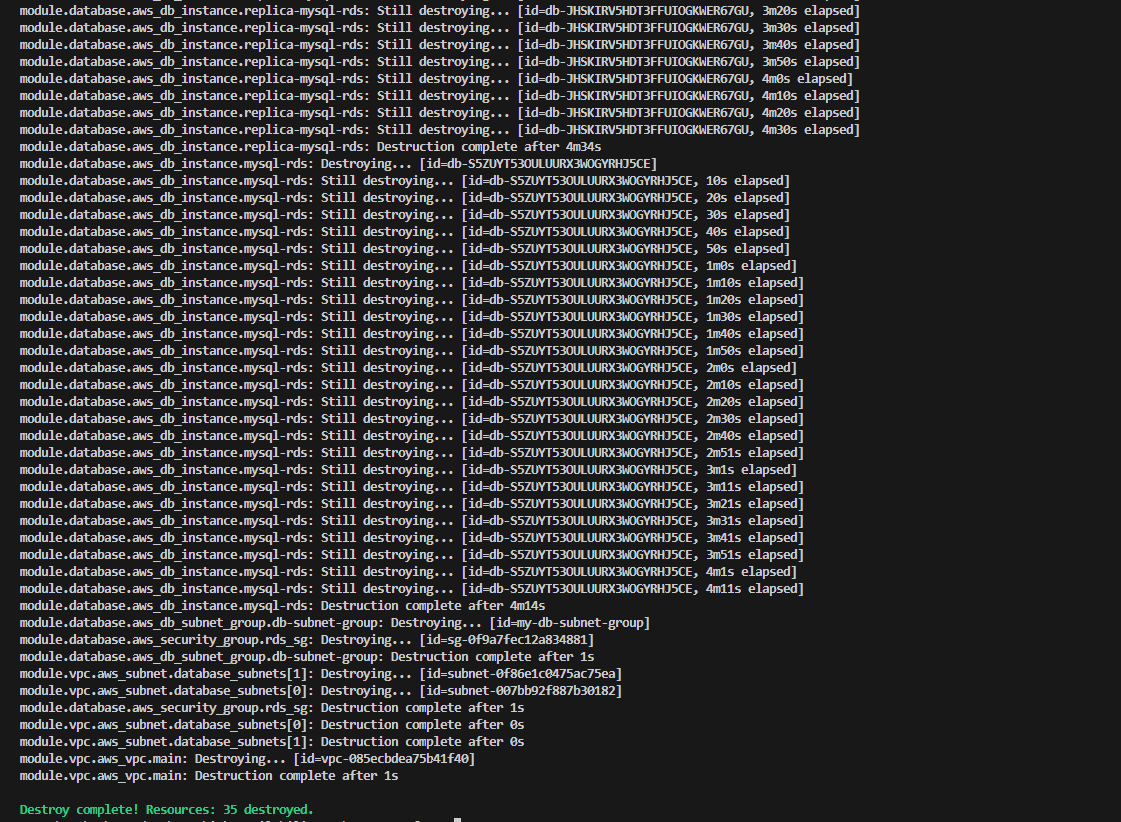 module.database.aws_db_instance.replica-mysql-rds: Still destroying... [id=db-JHSKIRV5HDT3FFUIOGKWER67GU, 3m20s elapsed]
module.database.aws_db_instance.replica-mysql-rds: Still destroying... [id=db-JHSKIRV5HDT3FFUIOGKWER67GU, 3m30s elapsed]
module.database.aws_db_instance.replica-mysql-rds: Still destroying... [id=db-JHSKIRV5HDT3FFUIOGKWER67GU, 3m40s elapsed]
module.database.aws_db_instance.replica-mysql-rds: Still destroying... [id=db-JHSKIRV5HDT3FFUIOGKWER67GU, 3m50s elapsed]
module.database.aws_db_instance.replica-mysql-rds: Still destroying... [id=db-JHSKIRV5HDT3FFUIOGKWER67GU, 4m0s elapsed]
module.database.aws_db_instance.replica-mysql-rds: Still destroying... [id=db-JHSKIRV5HDT3FFUIOGKWER67GU, 4m10s elapsed]
module.database.aws_db_instance.replica-mysql-rds: Still destroying... [id=db-JHSKIRV5HDT3FFUIOGKWER67GU, 4m20s elapsed]
module.database.aws_db_instance.replica-mysql-rds: Still destroying... [id=db-JHSKIRV5HDT3FFUIOGKWER67GU, 4m30s elapsed]
module.database.aws_db_instance.replica-mysql-rds: Destruction complete after 4m34s
module.database.aws_db_instance.mysql-rds: Destroying... [id=db-S5ZUYT53OULUURX3WOGYRHJ5CE]
module.database.aws_db_instance.mysql-rds: Still destroying... [id=db-S5ZUYT53OULUURX3WOGYRHJ5CE, 10s elapsed]
module.database.aws_db_instance.mysql-rds: Still destroying... [id=db-S5ZUYT53OULUURX3WOGYRHJ5CE, 20s elapsed]
module.database.aws_db_instance.mysql-rds: Still destroying... [id=db-S5ZUYT53OULUURX3WOGYRHJ5CE, 30s elapsed]
module.database.aws_db_instance.mysql-rds: Still destroying... [id=db-S5ZUYT53OULUURX3WOGYRHJ5CE, 40s elapsed]
module.database.aws_db_instance.mysql-rds: Still destroying... [id=db-S5ZUYT53OULUURX3WOGYRHJ5CE, 50s elapsed]
module.database.aws_db_instance.mysql-rds: Still destroying... [id=db-S5ZUYT53OULUURX3WOGYRHJ5CE, 1m0s elapsed]
module.database.aws_db_instance.mysql-rds: Still destroying... [id=db-S5ZUYT53OULUURX3WOGYRHJ5CE, 1m10s elapsed]
module.database.aws_db_instance.mysql-rds: Still destroying... [id=db-S5ZUYT53OULUURX3WOGYRHJ5CE, 1m20s elapsed]
module.database.aws_db_instance.mysql-rds: Still destroying... [id=db-S5ZUYT53OULUURX3WOGYRHJ5CE, 1m30s elapsed]
module.database.aws_db_instance.mysql-rds: Still destroying... [id=db-S5ZUYT53OULUURX3WOGYRHJ5CE, 1m40s elapsed]
module.database.aws_db_instance.mysql-rds: Still destroying... [id=db-S5ZUYT53OULUURX3WOGYRHJ5CE, 1m50s elapsed]
module.database.aws_db_instance.mysql-rds: Still destroying... [id=db-S5ZUYT53OULUURX3WOGYRHJ5CE, 2m0s elapsed]
module.database.aws_db_instance.mysql-rds: Still destroying... [id=db-S5ZUYT53OULUURX3WOGYRHJ5CE, 2m10s elapsed]
module.database.aws_db_instance.mysql-rds: Still destroying... [id=db-S5ZUYT53OULUURX3WOGYRHJ5CE, 2m20s elapsed]
module.database.aws_db_instance.mysql-rds: Still destroying... [id=db-S5ZUYT53OULUURX3WOGYRHJ5CE, 2m30s elapsed]
module.database.aws_db_instance.mysql-rds: Still destroying... [id=db-S5ZUYT53OULUURX3WOGYRHJ5CE, 2m40s elapsed]
module.database.aws_db_instance.mysql-rds: Still destroying... [id=db-S5ZUYT53OULUURX3WOGYRHJ5CE, 2m51s elapsed]
module.database.aws_db_instance.mysql-rds: Still destroying... [id=db-S5ZUYT53OULUURX3WOGYRHJ5CE, 3m1s elapsed]
module.database.aws_db_instance.mysql-rds: Still destroying... [id=db-S5ZUYT53OULUURX3WOGYRHJ5CE, 3m11s elapsed]
module.database.aws_db_instance.mysql-rds: Still destroying... [id=db-S5ZUYT53OULUURX3WOGYRHJ5CE, 3m21s elapsed]
module.database.aws_db_instance.mysql-rds: Still destroying... [id=db-S5ZUYT53OULUURX3WOGYRHJ5CE, 3m31s elapsed]
module.database.aws_db_instance.mysql-rds: Still destroying... [id=db-S5ZUYT53OULUURX3WOGYRHJ5CE, 3m41s elapsed]
module.database.aws_db_instance.mysql-rds: Still destroying... [id=db-S5ZUYT53OULUURX3WOGYRHJ5CE, 3m51s elapsed]
module.database.aws_db_instance.mysql-rds: Still destroying... [id=db-S5ZUYT53OULUURX3WOGYRHJ5CE, 4m1s elapsed]
module.database.aws_db_instance.mysql-rds: Still destroying... [id=db-S5ZUYT53OULUURX3WOGYRHJ5CE, 4m11s elapsed]
module.database.aws_db_instance.mysql-rds: Destruction complete after 4m14s
module.database.aws_db_subnet_group.db-subnet-group: Destroying... [id=my-db-subnet-group]
module.database.aws_security_group.rds_sg: Destroying... [id=sg-0f9a7fec12a834881]
module.database.aws_db_subnet_group.db-subnet-group: Destruction complete after 1s
module.vpc.aws_subnet.database_subnets[1]: Destroying... [id=subnet-0f86e1c0475ac75ea]
module.vpc.aws_subnet.database_subnets[0]: Destroying... [id=subnet-007bb92f887b30182]
module.database.aws_security_group.rds_sg: Destruction complete after 1s
module.vpc.aws_subnet.database_subnets[0]: Destruction complete after 0s
module.vpc.aws_subnet.database_subnets[1]: Destruction complete after 0s
module.vpc.aws_vpc.main: Destroying... [id=vpc-085ecbdea75b41f40]
module.vpc.aws_vpc.main: Destruction complete after 1s
Destroy complete! Resources: 35 destroyed.